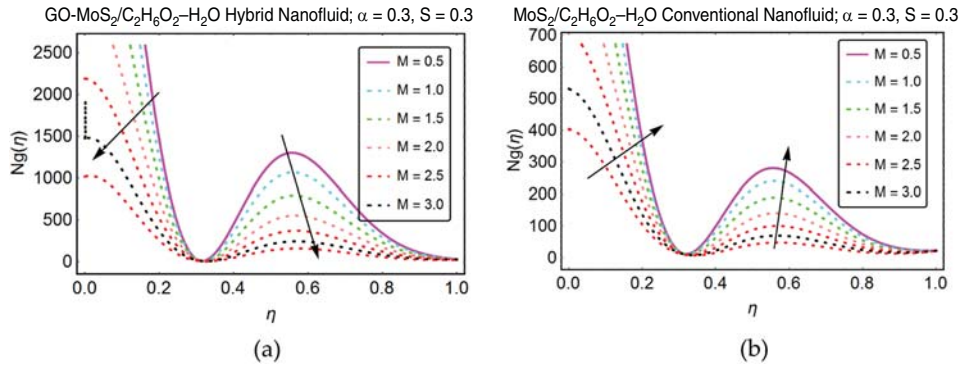 GO-MoS₂/C₂H₆O₂–H₂O Hybrid Nanofluid; α = 0.3, S = 0.3
Ng(η)
2500
2000
1500
1000
500
0
M = 0.5
M = 1.0
M = 1.5
M = 2.0
M = 2.5
M = 3.0
0.0 0.2 0.4 0.6 0.8 1.0
η
(a)
MoS₂/C₂H₆O₂–H₂O Conventional Nanofluid; α = 0.3, S = 0.3
Ng(η)
700
600
500
400
300
200
100
0
M = 0.5
M = 1.0
M = 1.5
M = 2.0
M = 2.5
M = 3.0
0.0 0.2 0.4 0.6 0.8 1.0
η
(b)